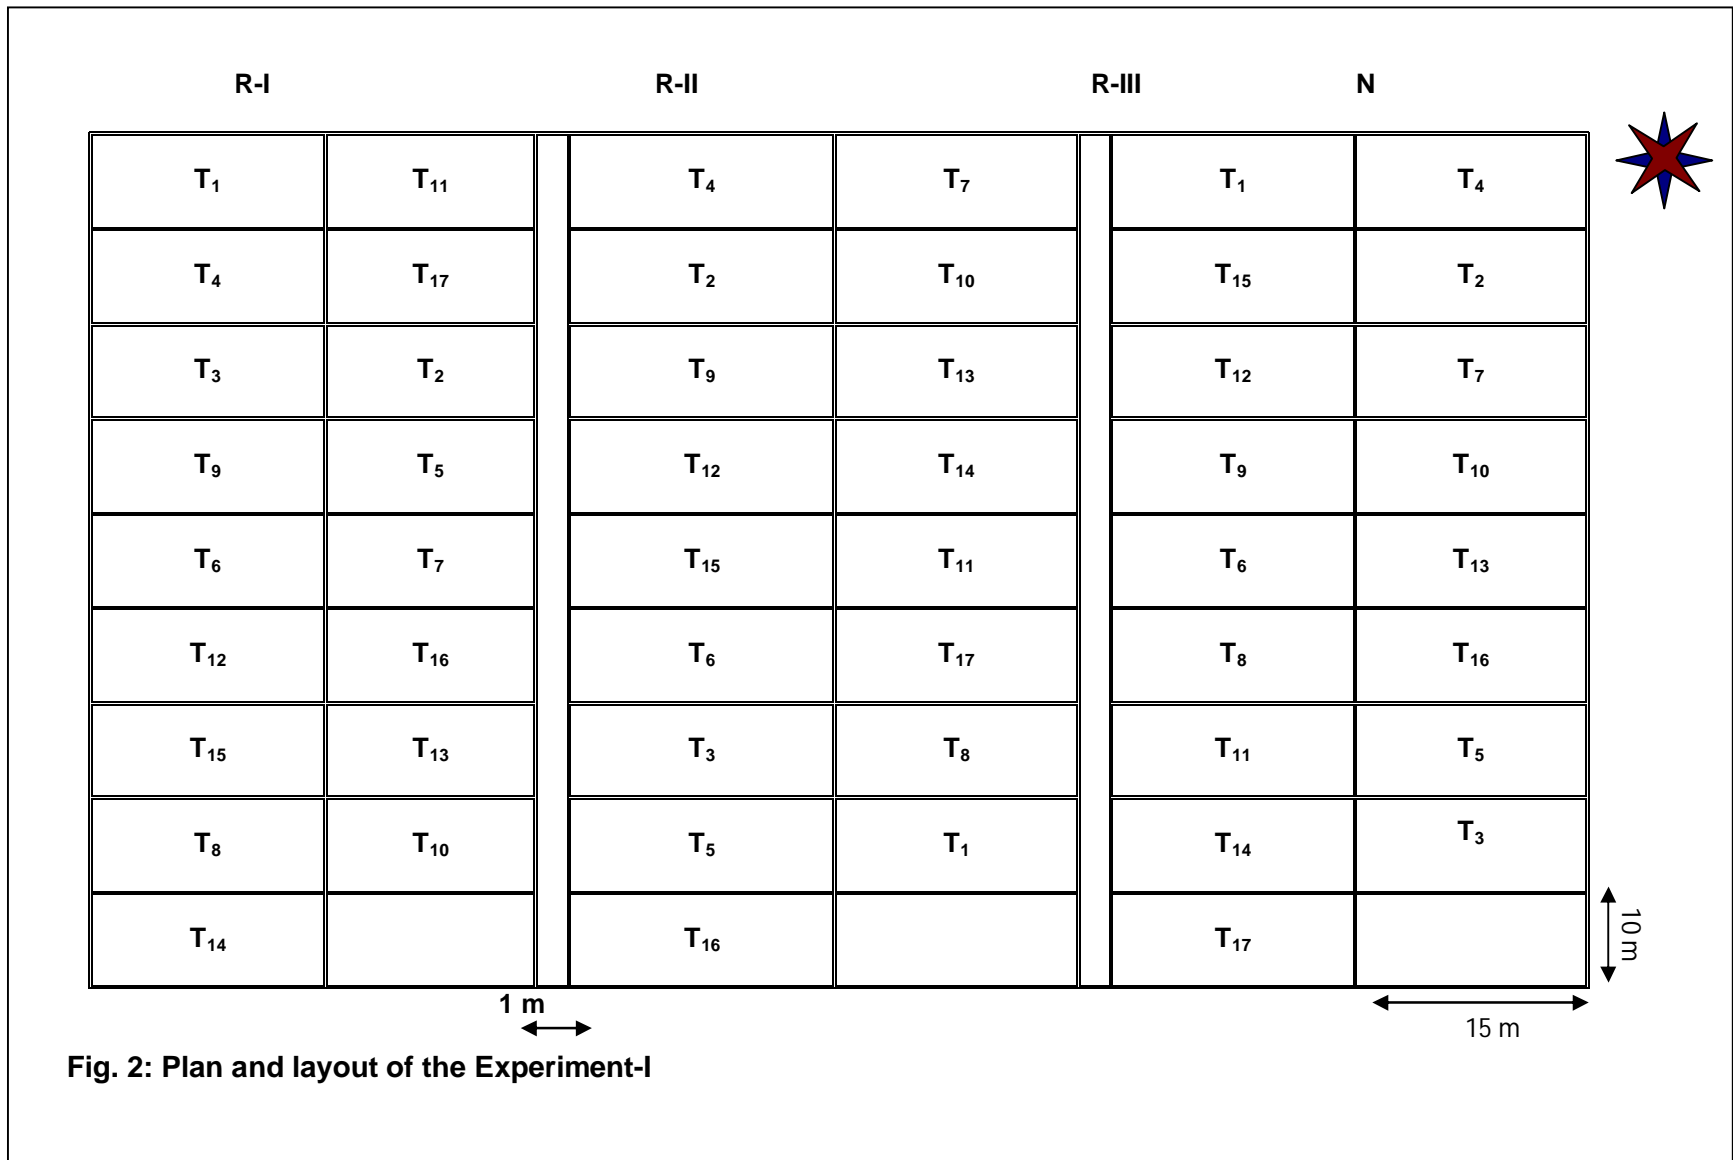 R-I R-II R-III N
T1 T11 T4 T7 T1 T4
T4 T17 T2 T10 T15 T2
T3 T2 T9 T13 T12 T7
T9 T5 T12 T14 T9 T10
T6 T7 T15 T11 T6 T13
T12 T16 T6 T17 T8 T16
T15 T13 T3 T8 T11 T5
T8 T10 T5 T1 T14 T3
T14 T16 T17
10 m
1 m
15 m
Fig. 2: Plan and layout of the Experiment-I